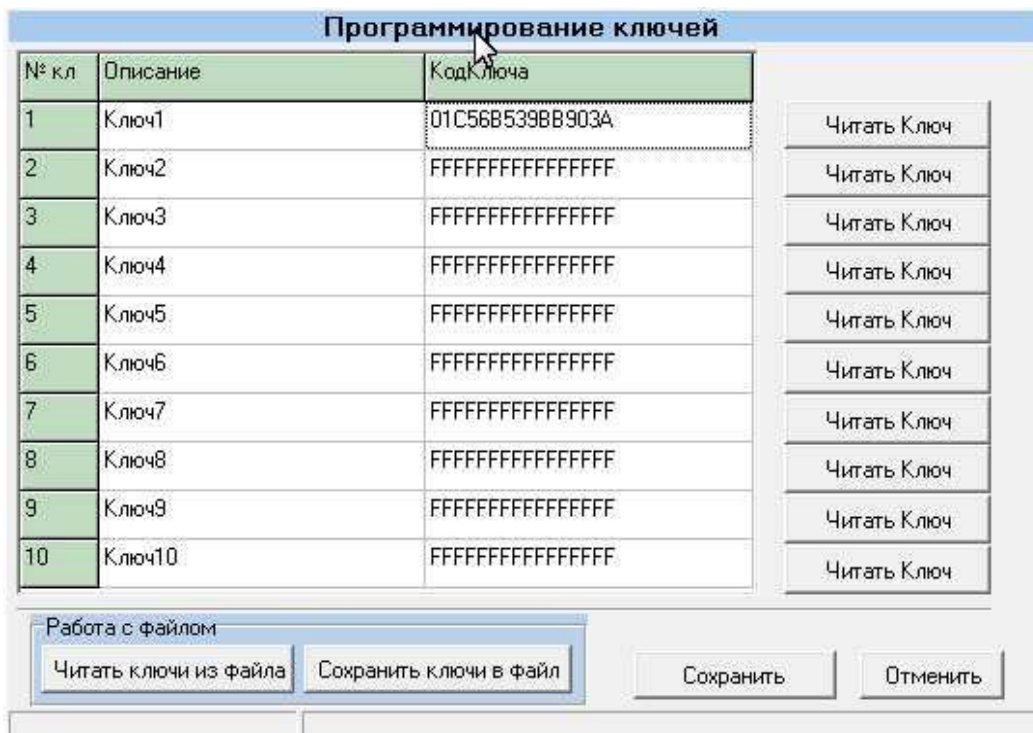 Программирование ключей
№ кл Описание КодКлюча
1 Ключ1 01C56B539BB903A Читать Ключ
2 Ключ2 FFFFFFFFFFFFFFFF Читать Ключ
3 Ключ3 FFFFFFFFFFFFFFFF Читать Ключ
4 Ключ4 FFFFFFFFFFFFFFFF Читать Ключ
5 Ключ5 FFFFFFFFFFFFFFFF Читать Ключ
6 Ключ6 FFFFFFFFFFFFFFFF Читать Ключ
7 Ключ7 FFFFFFFFFFFFFFFF Читать Ключ
8 Ключ8 FFFFFFFFFFFFFFFF Читать Ключ
9 Ключ9 FFFFFFFFFFFFFFFF Читать Ключ
10 Ключ10 FFFFFFFFFFFFFFFF Читать Ключ
Работа с файлом
Читать ключи из файла Сохранить ключи в файл Сохранить Отменить